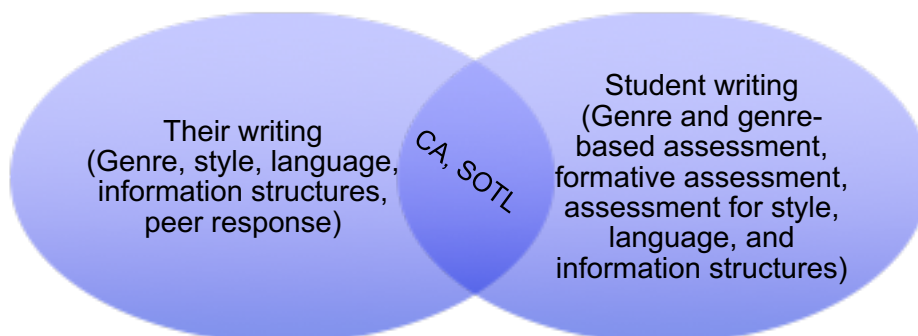 Their writing
(Genre, style, language,
information structures,
peer response)
CA, SOTL
Student writing
(Genre and genre-
based assessment,
formative assessment,
assessment for style,
language, and
information structures)